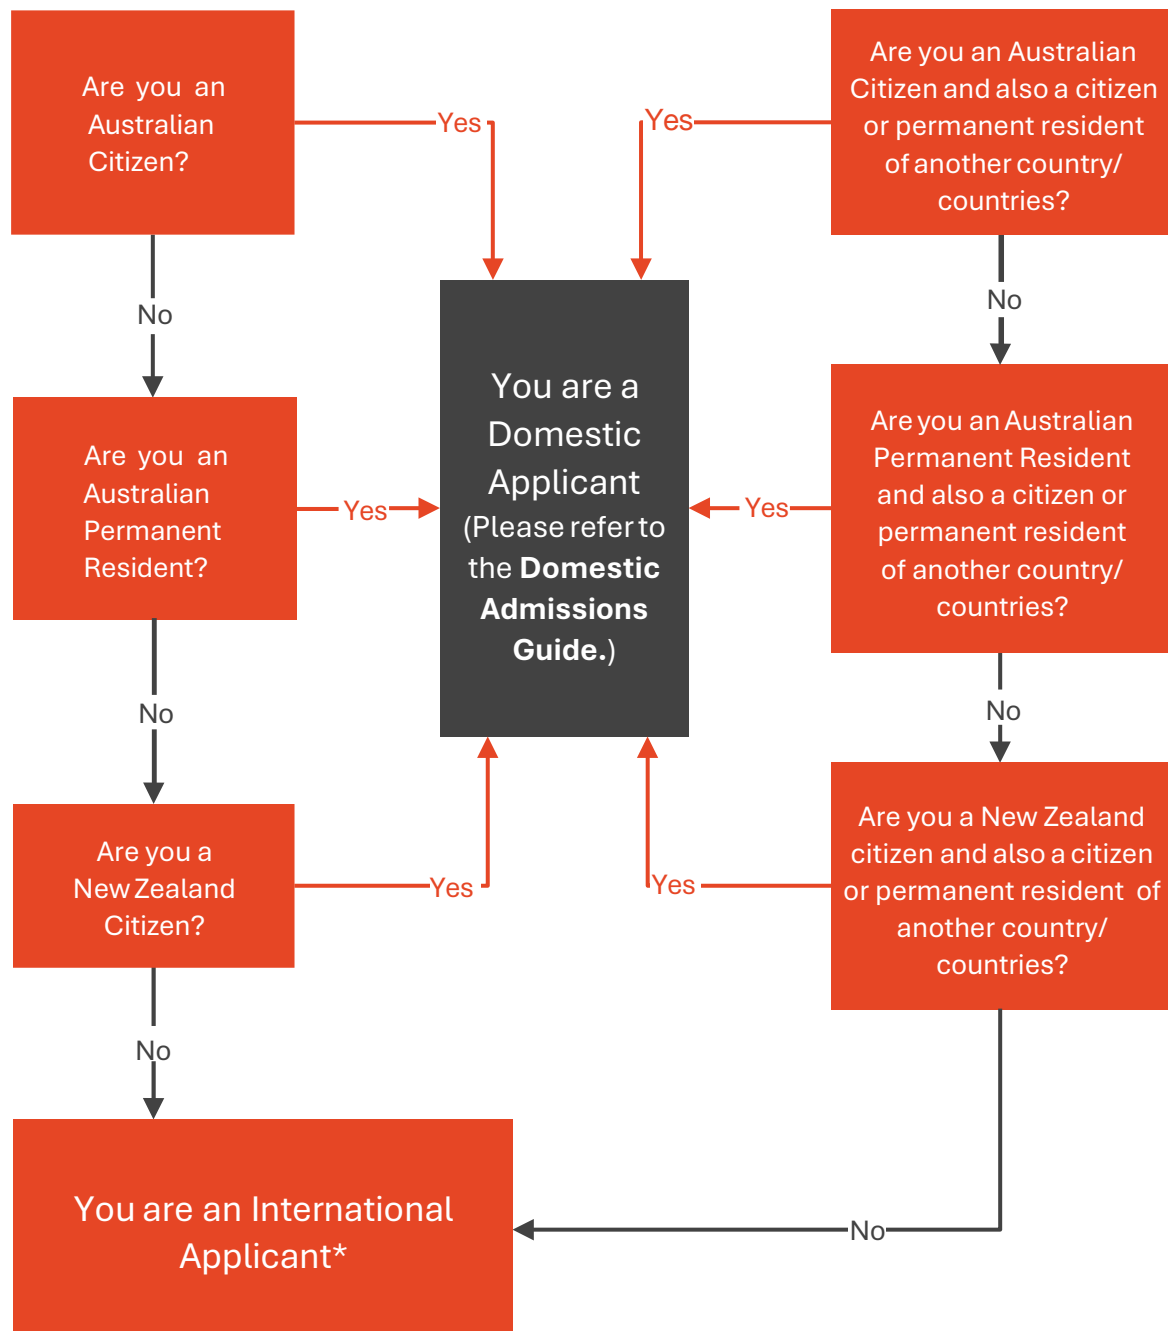 Are you an
Australian
Citizen?
Yes
No
Are you an
Australian
Permanent
Resident?
Yes
No
Are you a
New Zealand
Citizen?
Yes
No
You are an International
Applicant*
You are a
Domestic
Applicant
(Please refer to
the Domestic
Admissions
Guide.)
Are you an Australian
Citizen and also a citizen
or permanent resident
of another country/
countries?
Yes
No
Are you an Australian
Permanent Resident
and also a citizen or
permanent resident
of another country/
countries?
Yes
No
Are you a New Zealand
citizen and also a citizen
or permanent resident of
another country/
countries?
Yes
No